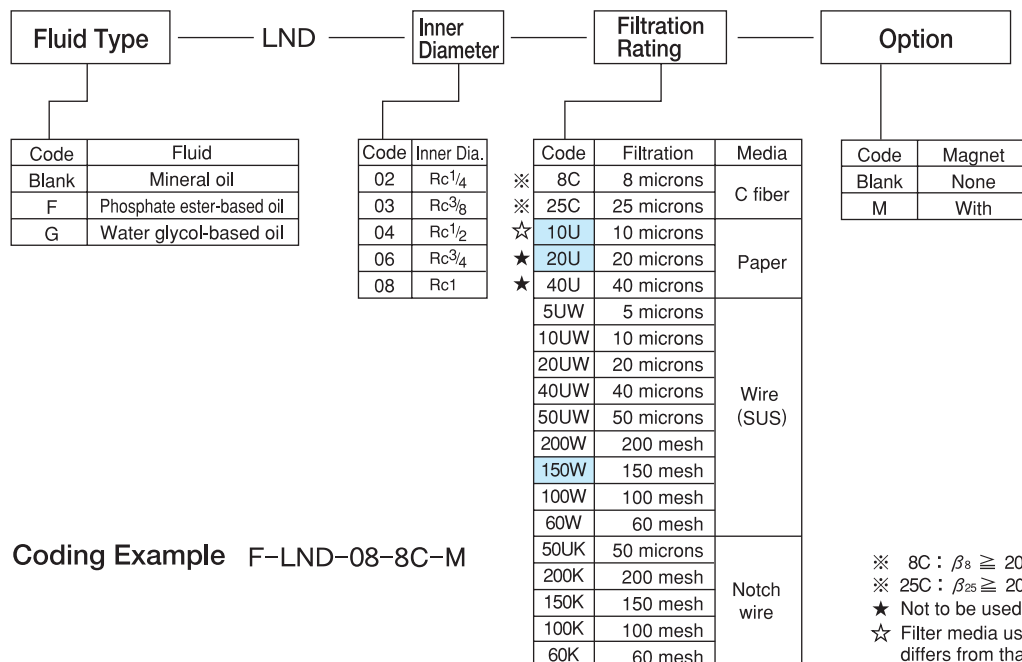 Fluid Type — LND — Inner Diameter — Filtration Rating — Option
Code Fluid
Blank Mineral oil
F Phosphate ester-based oil
G Water glycol-based oil
Code Inner Dia.
02 Rc1/4
03 Rc3/8
04 Rc1/2
06 Rc3/4
08 Rc1
Code Filtration Media
※ 8C 8 microns C fiber
※ 25C 25 microns
☆ 10U 10 microns Paper
★ 20U 20 microns
★ 40U 40 microns
5UW 5 microns Wire (SUS)
10UW 10 microns
20UW 20 microns
40UW 40 microns
50UW 50 microns
200W 200 mesh
150W 150 mesh
100W 100 mesh
60W 60 mesh
50UK 50 microns Notch wire
200K 200 mesh
150K 150 mesh
100K 100 mesh
60K 60 mesh
Code Magnet
Blank None
M With
Coding Example F-LND-08-8C-M
※ 8C : β8 ≧ 20
※ 25C : β25 ≧ 20
★ Not to be used
☆ Filter media
differs from